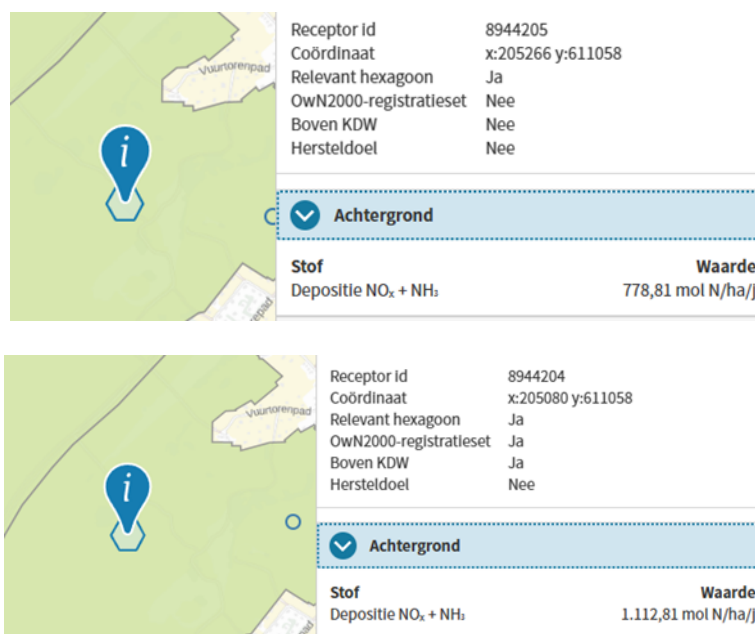 Vuurtorenpad
Receptor id 8944205
Coördinaat x:205266 y:611058
Relevant hexagoon Ja
OwN2000-registratieset Nee
Boven KDW Nee
Hersteldoel Nee
i
Achtergrond
Stof Waarde
Depositie NOₓ + NH₃ 778,81 mol N/ha/j
Vuurtorenpad
Receptor id 8944204
Coördinaat x:205080 y:611058
Relevant hexagoon Ja
OwN2000-registratieset Ja
Boven KDW Ja
Hersteldoel Nee
i
Achtergrond
Stof Waarde
Depositie NOₓ + NH₃ 1.112,81 mol N/ha/j